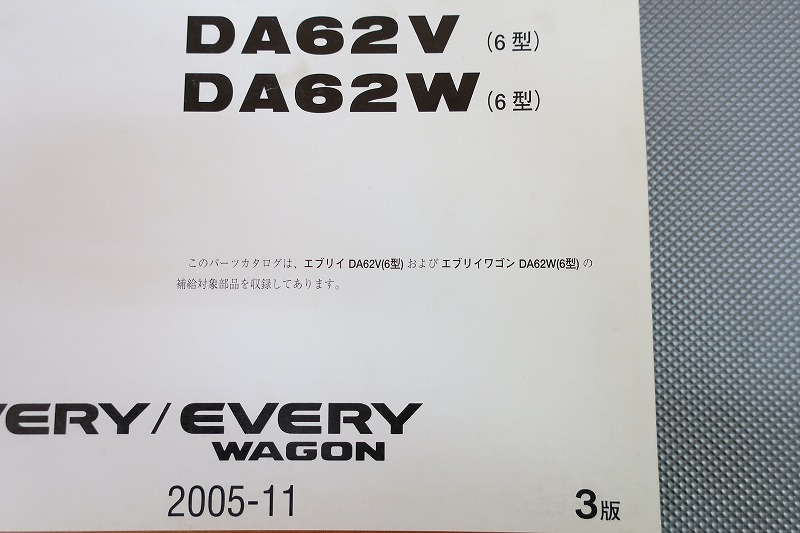 DA62V (6型)
DA62W (6型)
このパーツカタログは、エブリイ DA62V(6型) および エブリイワゴン DA62W(6型) の
補給対象部品を収録してあります。
VERY/EVERY
WAGON
2005-11
3版